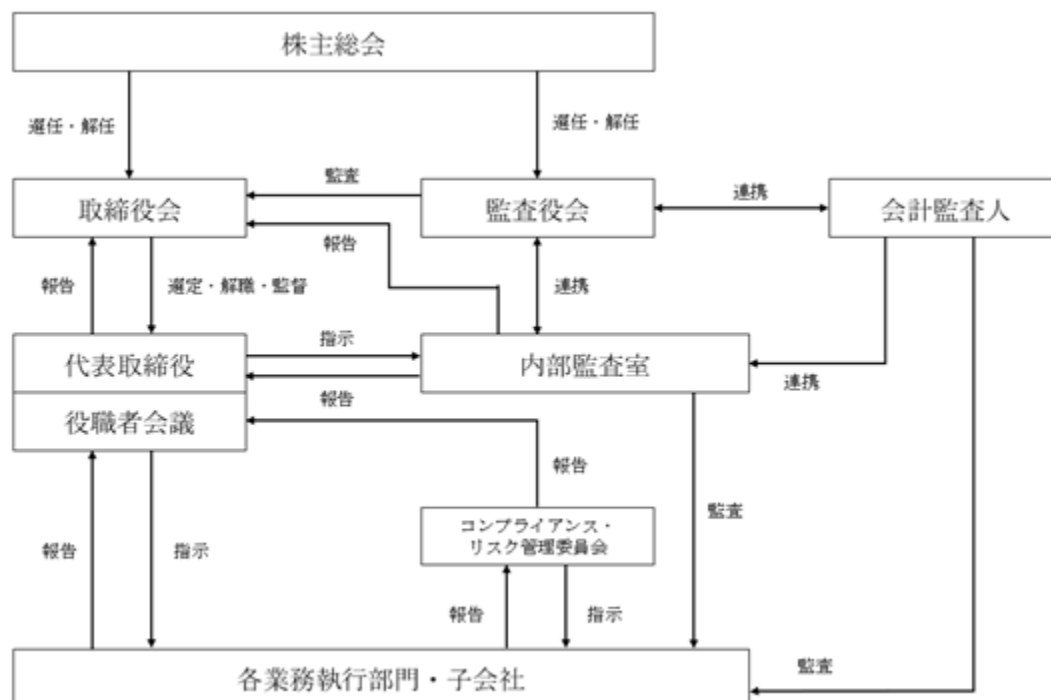 株主総会
選任・解任
選任・解任
取締役会
監査
監査役会
連携
会計監査人
報告
報告
選定・解職・監督
連携
代表取締役
指示
内部監査室
連携
報告
役職者会議
報告
監査
コンプライアンス・
リスク管理委員会
報告
指示
報告
指示
各業務執行部門・子会社
監査